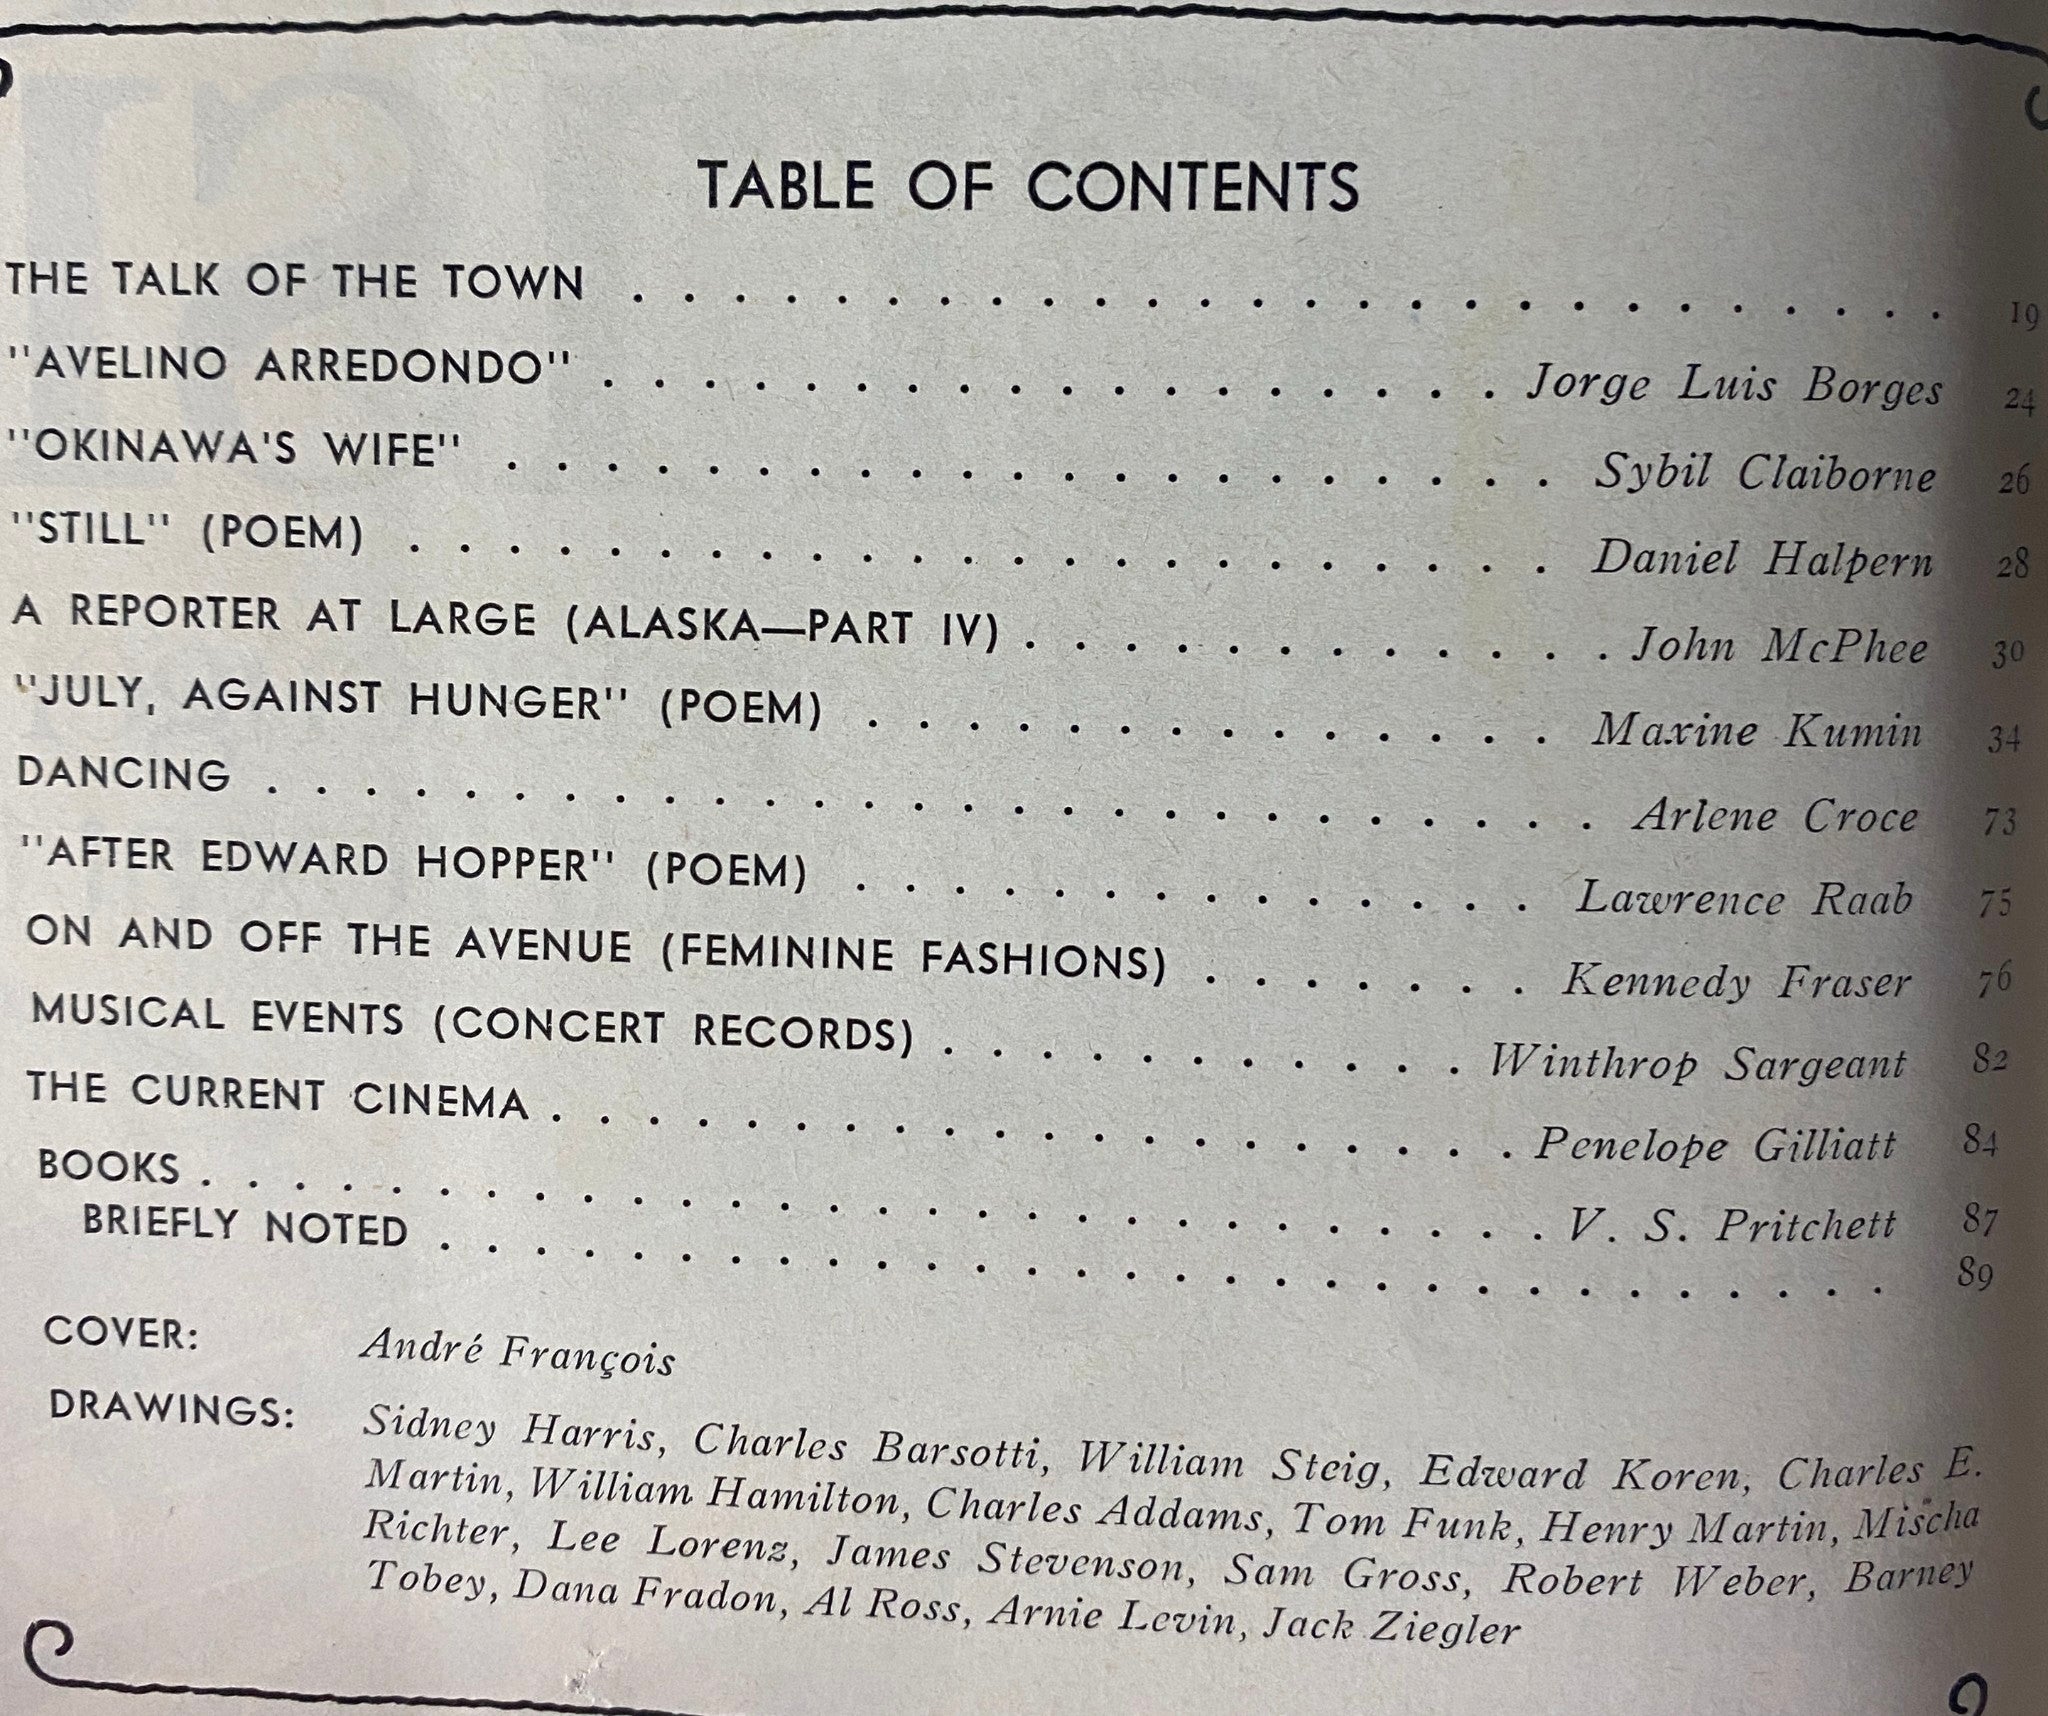 TABLE OF CONTENTS
THE TALK OF THE TOWN . . . . . . . . . . . . . . . . . . . . . . . . . . 19
"AVELINO ARREDONDO" . . . . . . . . . . . . . . . . . . Jorge Luis Borges 24
"OKINAWA'S WIFE" . . . . . . . . . . . . . . . . . . . . . Sybil Claiborne 26
"STILL" (POEM) . . . . . . . . . . . . . . . . . . . . . . . Daniel Halpern 28
A REPORTER AT LARGE (ALASKA—PART IV) . . . . . . . . . . . . John McPhee 30
"JULY, AGAINST HUNGER" (POEM) . . . . . . . . . . . . . . Maxine Kumin 34
DANCING . . . . . . . . . . . . . . . . . . . . . . . . . . . Arlene Croce 73
"AFTER EDWARD HOPPER" (POEM) . . . . . . . . . . . . . . Lawrence Raab 75
ON AND OFF THE AVENUE (FEMININE FASHIONS) . . . . . . . Kennedy Fraser 76
MUSICAL EVENTS (CONCERT RECORDS) . . . . . . . . . . . Winthrop Sargeant 82
THE CURRENT CINEMA . . . . . . . . . . . . . . . . . . . . Penelope Gilliatt 84
BOOKS . . . . . . . . . . . . . . . . . . . . . . . . . . . . V. S. Pritchett 87
BRIEFLY NOTED . . . . . . . . . . . . . . . . . . . . . . . . . . . . . . 89
COVER: André François
DRAWINGS: Sidney Harris, Charles Barsotti, William Steig, Edward Koren, Charles E.
Martin, William Hamilton, Charles Addams, Tom Funk, Henry Martin, Mischa
Richter, Lee Lorenz, James Stevenson, Sam Gross, Robert Weber, Barney
Tobey, Dana Fradon, Al Ross, Arnie Levin, Jack Ziegler